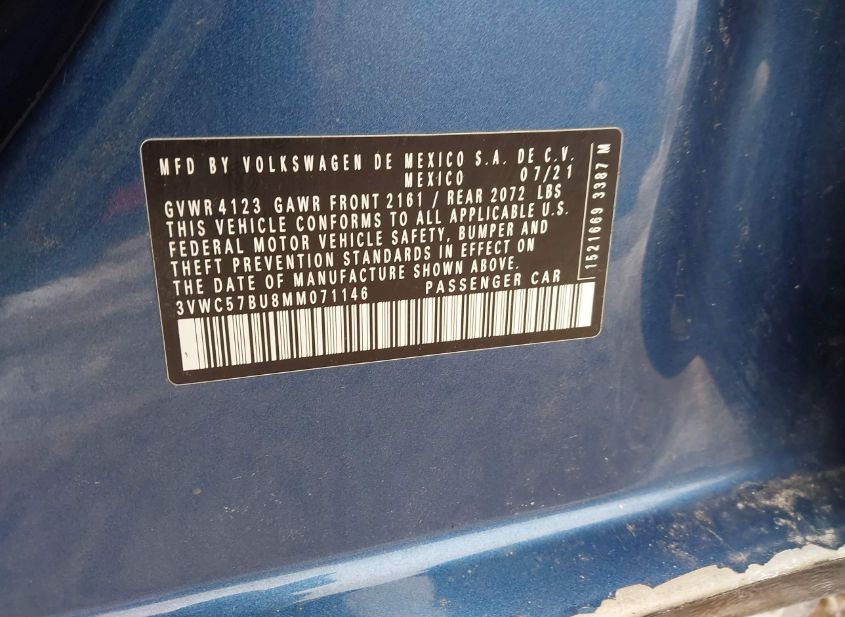 MFD BY VOLKSWAGEN DE MEXICO S.A. DE C.V.
MEXICO 07/21
GVWR 4123 GAWR FRONT 2161 / REAR 2072 LBS
THIS VEHICLE CONFORMS TO ALL APPLICABLE U.S.
FEDERAL MOTOR VEHICLE SAFETY, BUMPER AND
THEFT PREVENTION STANDARDS IN EFFECT ON
THE DATE OF MANUFACTURE SHOWN ABOVE.
3VWC57BU8MM071146 PASSENGER CAR
1521669 3387 M